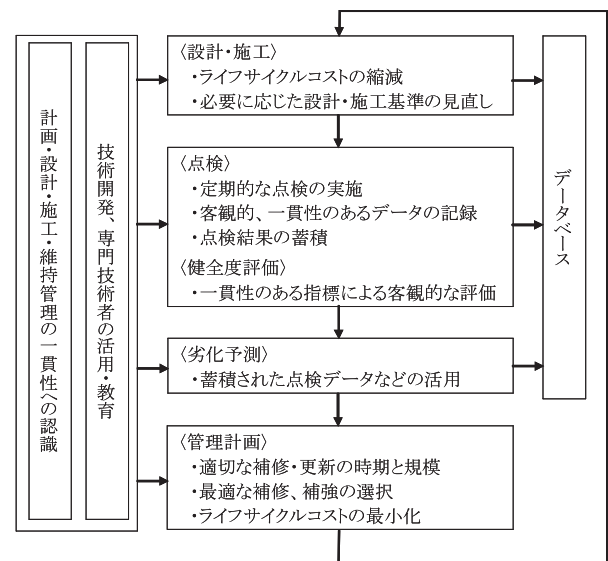 計画・設計・施工・維持管理の一貫性への認識
技術開発、専門技術者の活用・教育
〈設計・施工〉
・ライフサイクルコストの縮減
・必要に応じた設計・施工基準の見直し
〈点検〉
・定期的な点検の実施
・客観的、一貫性のあるデータの記録
・点検結果の蓄積
〈健全度評価〉
・一貫性のある指標による客観的な評価
〈劣化予測〉
・蓄積された点検データなどの活用
〈管理計画〉
・適切な補修・更新の時期と規模
・最適な補修、補強の選択
・ライフサイクルコストの最小化
データベース